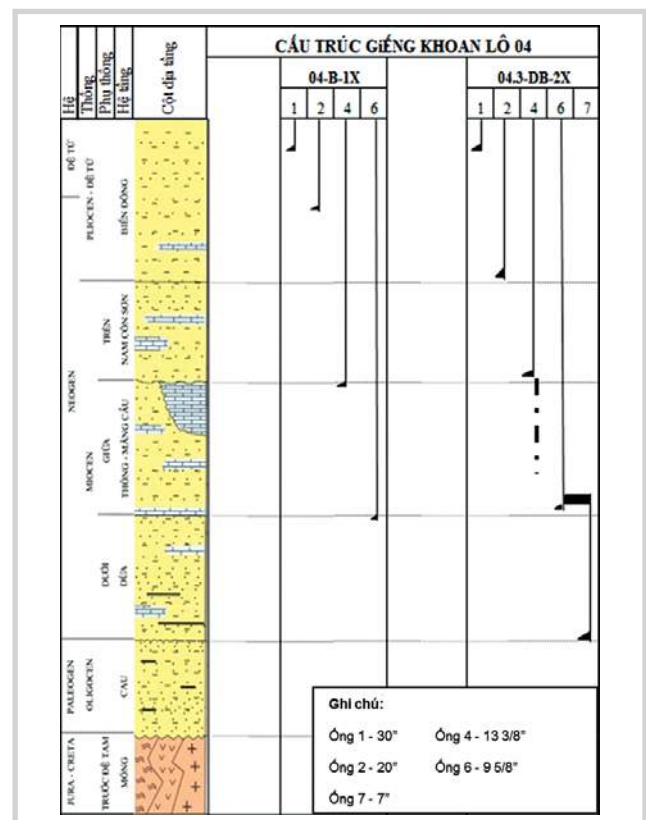 CẤU TRÚC GIẾNG KHOAN LÔ 04
Hệ
Thống
Phụ thống
Hệ tầng
Cột địa tầng
04-B-1X
04.3-DB-2X
1 2 4 6
1 2 4 6 7
ĐỆ TỨ
NEOGEN
PALEOGEN
JURA - CRETA
PLIOCEN - ĐỆ TỨ
MIOCEN
OLIGOCEN
TRƯỚC ĐỆ TAM
TRÊN
GIỮA
DƯỚI
BIỂN ĐÔNG
NAM CÔN SƠN
THÔNG - MÃNG CẦU
DỪA
CAU
MÓNG
Ghi chú:
Ống 1 - 30" Ống 4 - 13 3/8"
Ống 2 - 20" Ống 6 - 9 5/8"
Ống 7 - 7"